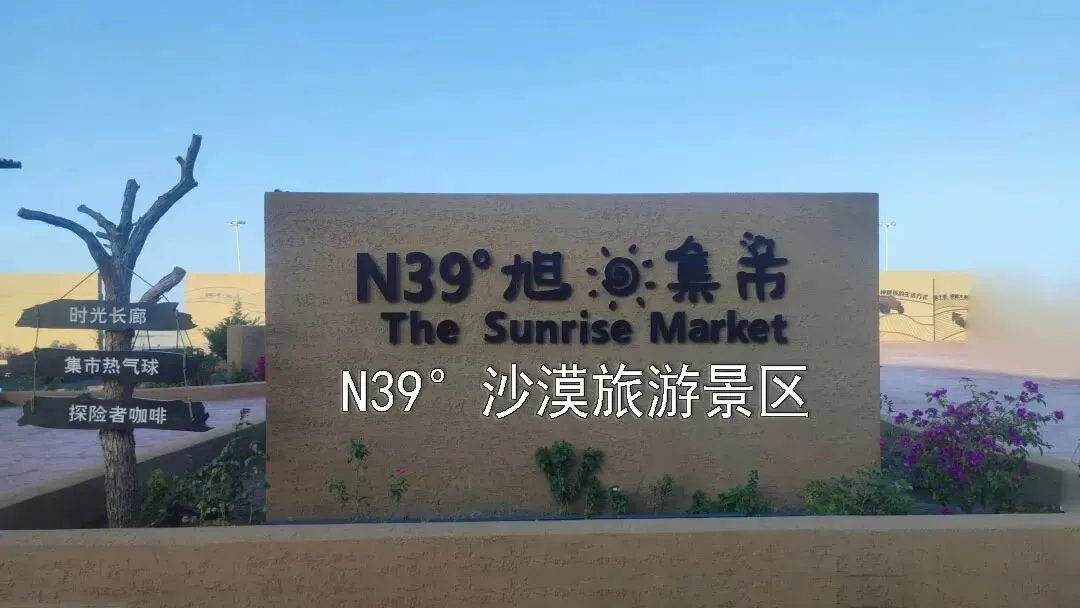 N39°旭日集市
The Sunrise Market
N39° 沙漠旅游景区
时光长廊
集市热气球
探险者咖啡